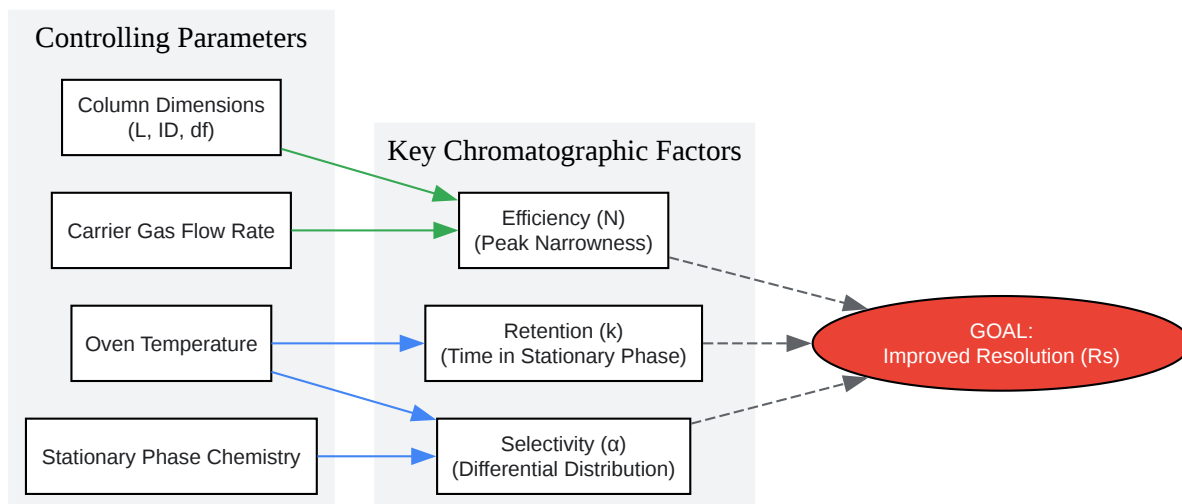 Controlling Parameters
Column Dimensions
(L, ID, df)
Carrier Gas Flow Rate
Oven Temperature
Stationary Phase Chemistry
Key Chromatographic Factors
Efficiency (N)
(Peak Narrowness)
Retention (k)
(Time in Stationary Phase)
Selectivity (α)
(Differential Distribution)
GOAL:
Improved Resolution (Rs)